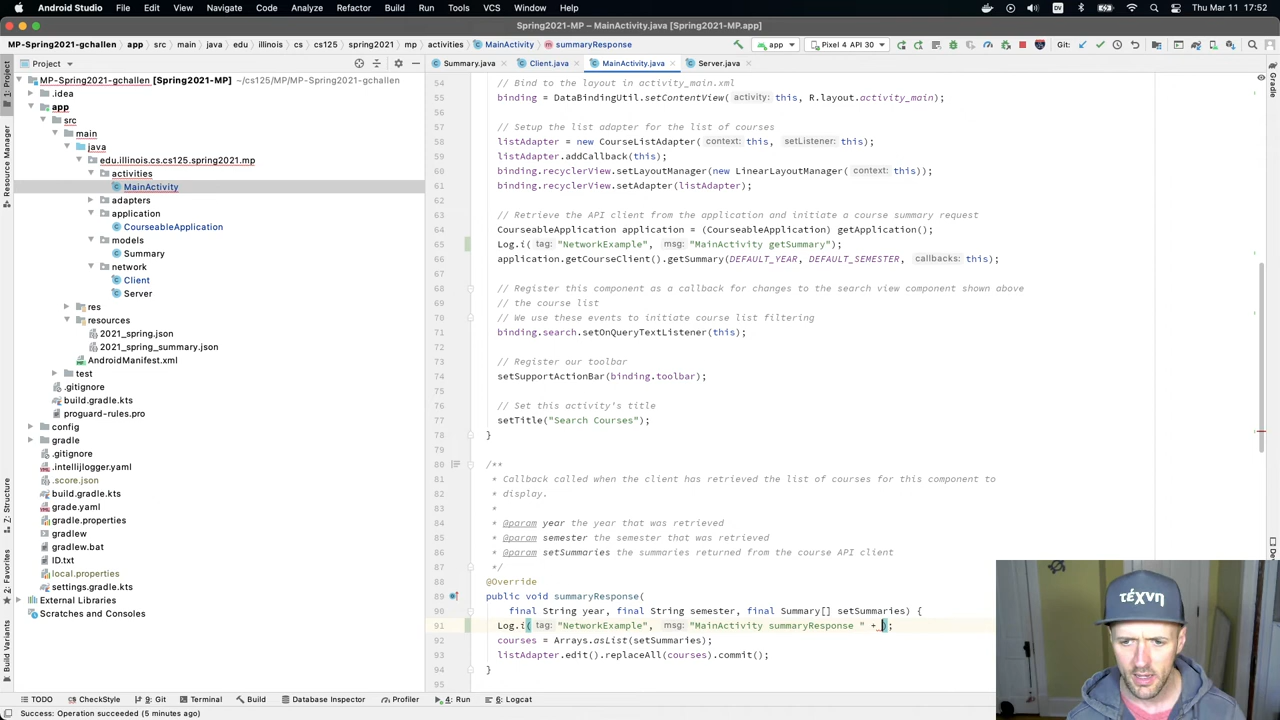 Android Studio File Edit View Navigate Code Analyze Refactor Build Run Tools VCS Window Help Thu Mar 11 17:52
Spring2021-MP – MainActivity.java [Spring2021-MP.app]
MP-Spring2021-gchallen app src main java edu illinois cs cs125 spring2021 mp activities MainActivity summaryResponse app Pixel 4 API 30 Git:
Project Summary.java Client.java MainActivity.java Server.java
MP-Spring2021-gchallen [Spring2021-MP] ~/cs125/MP/MP-Spring2021-gchallen
.idea
app
src
main
java
edu.illinois.cs.cs125.spring2021.mp
activities
MainActivity
adapters
application
CourseableApplication
models
Summary
network
Client
Server
res
resources
2021_spring.json
2021_spring_summary.json
AndroidManifest.xml
test
.gitignore
build.gradle.kts
proguard-rules.pro
config
gradle
.gitignore
.intellijlogger.yaml
.score.json
build.gradle.kts
grade.yaml
gradle.properties
gradlew
gradlew.bat
ID.txt
local.properties
settings.gradle.kts
External Libraries
Scratches and Consoles
1: Project
Resource Manager
7: Structure
2: Favorites
Build Variants
54 // Bind to the layout in activity_main.xml
55 binding = DataBindingUtil.setContentView( activity: this, R.layout.activity_main);
56
57 // Setup the list adapter for the list of courses
58 listAdapter = new CourseListAdapter( context: this, setListener: this);
59 listAdapter.addCallback(this);
60 binding.recyclerView.setLayoutManager(new LinearLayoutManager( context: this));
61 binding.recyclerView.setAdapter(listAdapter);
62
63 // Retrieve the API client from the application and initiate a course summary request
64 CourseableApplication application = (CourseableApplication) getApplication();
65 Log.i( tag: "NetworkExample", msg: "MainActivity getSummary");
66 application.getCourseClient().getSummary(DEFAULT_YEAR, DEFAULT_SEMESTER, callbacks: this);
67
68 // Register this component as a callback for changes to the search view component shown above
69 // the course list
70 // We use these events to initiate course list filtering
71 binding.search.setOnQueryTextListener(this);
72
73 // Register our toolbar
74 setSupportActionBar(binding.toolbar);
75
76 // Set this activity's title
77 setTitle("Search Courses");
78 }
79
80 /**
81 * Callback called when the client has retrieved the list of courses for this component to
82 * display.
83 *
84 * @param year the year that was retrieved
85 * @param semester the semester that was retrieved
86 * @param setSummaries the summaries returned from the course API client
87 */
88 @Override
89 public void summaryResponse(
90 final String year, final String semester, final Summary[] setSummaries) {
91 Log.i( tag: "NetworkExample", msg: "MainActivity summaryResponse " + );
92 courses = Arrays.asList(setSummaries);
93 listAdapter.edit().replaceAll(courses).commit();
94 }
95
Gradle
τέχνη
TODO CheckStyle 9: Git Terminal Build Database Inspector Profiler 4: Run 6: Logcat
Success: Operation succeeded (5 minutes ago)